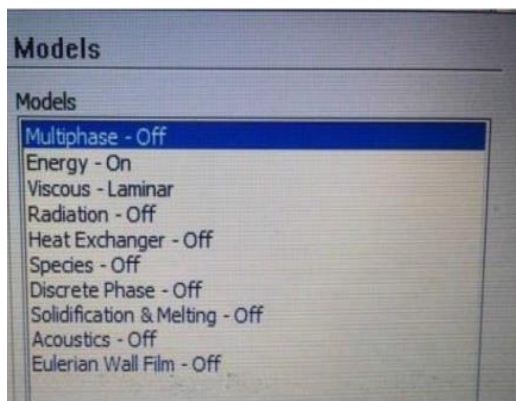 Models
Models
Multiphase - Off
Energy - On
Viscous - Laminar
Radiation - Off
Heat Exchanger - Off
Species - Off
Discrete Phase - Off
Solidification & Melting - Off
Acoustics - Off
Eulerian Wall Film - Off